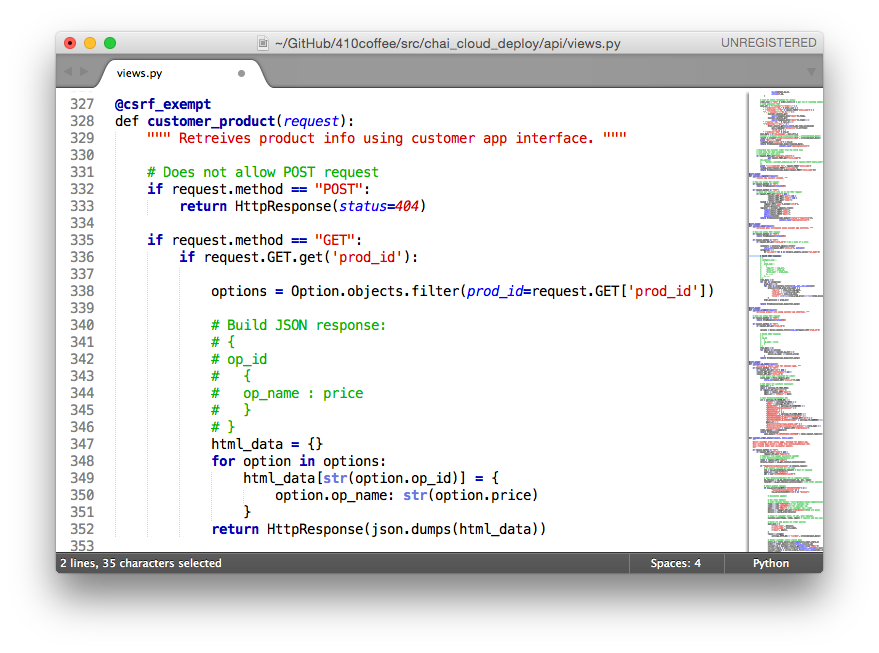 ~/GitHub/410coffee/src/chai_cloud_deploy/api/views.py UNREGISTERED
views.py
327 @csrf_exempt
328 def customer_product(request):
329     """ Retreives product info using customer app interface. """
330
331     # Does not allow POST request
332     if request.method == "POST":
333         return HttpResponse(status=404)
334
335     if request.method == "GET":
336         if request.GET.get('prod_id'):
337
338             options = Option.objects.filter(prod_id=request.GET['prod_id'])
339
340             # Build JSON response:
341             # {
342             # op_id
343             #   {
344             #   op_name : price
345             #   }
346             # }
347             html_data = {}
348             for option in options:
349                 html_data[str(option.op_id)] = {
350                     option.op_name: str(option.price)
351                 }
352             return HttpResponse(json.dumps(html_data))
353
2 lines, 35 characters selected Spaces: 4 Python